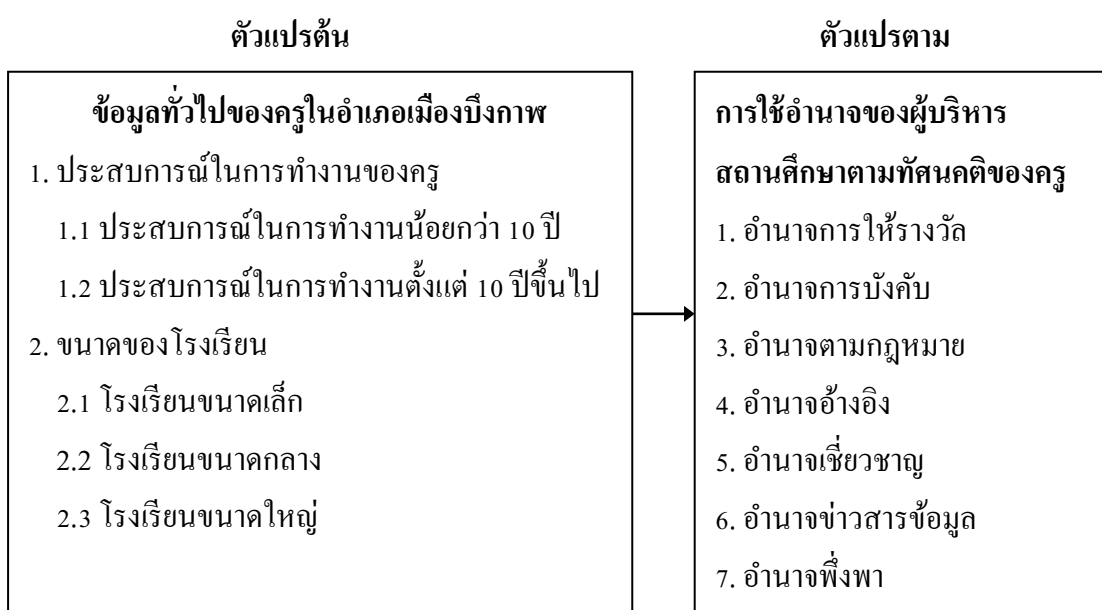 ตัวแปรต้น
ข้อมูลทั่วไปของครูในอำเภอเมืองบึงกาฬ
1. ประสบการณ์ในการทำงานของครู
1.1 ประสบการณ์ในการทำงานน้อยกว่า 10 ปี
1.2 ประสบการณ์ในการทำงานตั้งแต่ 10 ปีขึ้นไป
2. ขนาดของโรงเรียน
2.1 โรงเรียนขนาดเล็ก
2.2 โรงเรียนขนาดกลาง
2.3 โรงเรียนขนาดใหญ่
ตัวแปรตาม
การใช้อำนาจของผู้บริหาร
สถานศึกษาตามทัศนคติของครู
1. อำนาจการให้รางวัล
2. อำนาจการบังคับ
3. อำนาจตามกฎหมาย
4. อำนาจอ้างอิง
5. อำนาจเชี่ยวชาญ
6. อำนาจข่าวสารข้อมูล
7. อำนาจพึ่งพา